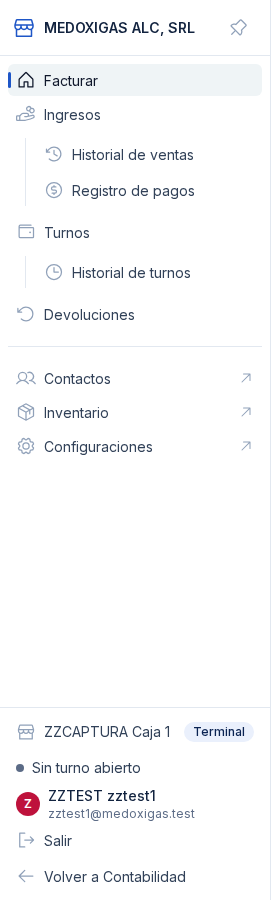 MEDOXIGAS ALC, SRL
Facturar
Ingresos
Historial de ventas
Registro de pagos
Turnos
Historial de turnos
Devoluciones
Contactos
Inventario
Configuraciones
ZZCAPTURA Caja 1 Terminal
Sin turno abierto
Z ZZTEST zztest1
zztest1@medoxigas.test
Salir
Volver a Contabilidad